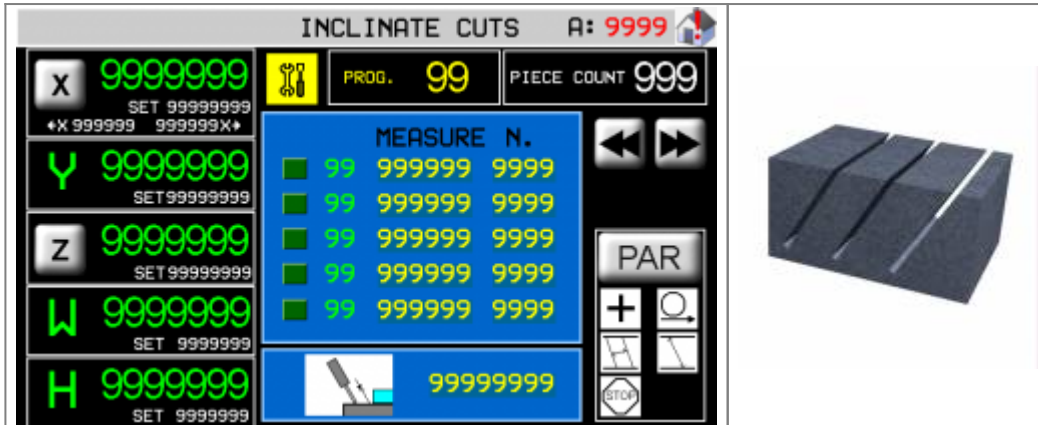 INCLINATE CUTS A: 9999
X 9999999
SET 99999999
←X 999999 999999X→
Y 9999999
SET99999999
Z 9999999
SET99999999
W 9999999
SET 9999999
H 9999999
SET 9999999
PROG. 99
PIECE COUNT 999
MEASURE N.
99 999999 9999
99 999999 9999
99 999999 9999
99 999999 9999
99 999999 9999
99999999
PAR
STOP